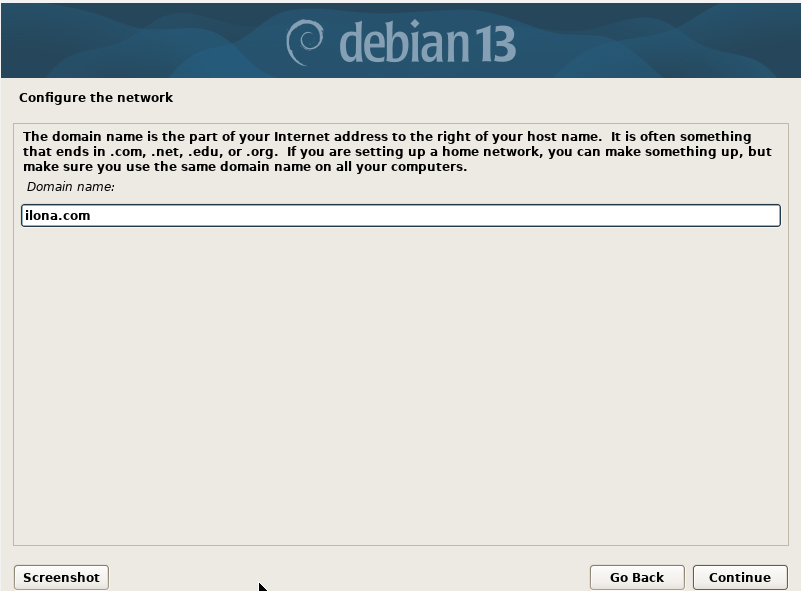 debian 13
Configure the network
The domain name is the part of your Internet address to the right of your host name.  It is often something
that ends in .com, .net, .edu, or .org.  If you are setting up a home network, you can make something up, but
make sure you use the same domain name on all your computers.
Domain name:
ilona.com
Screenshot
Go Back
Continue